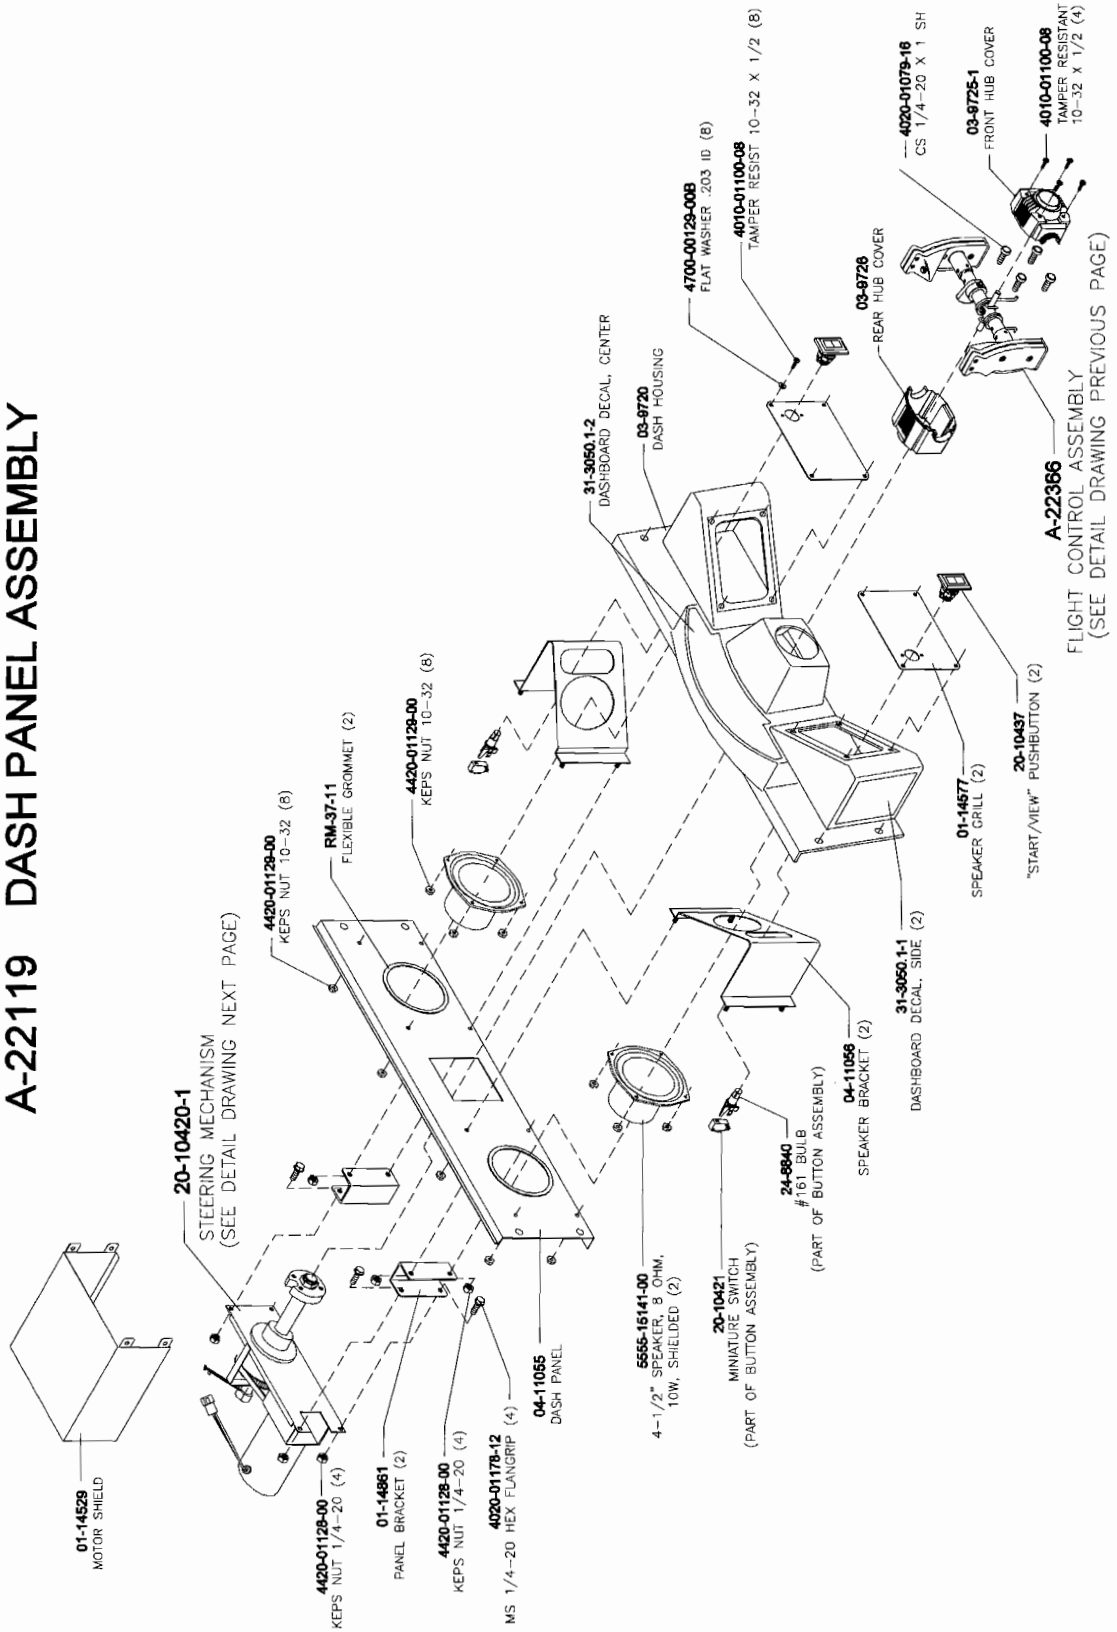 A-22119 DASH PANEL ASSEMBLY
01-14529
MOTOR SHIELD
20-10420-1
STEERING MECHANISM
(SEE DETAIL DRAWING NEXT PAGE)
4420-01129-00
KEPS NUT 10-32 (8)
RM-37-11
FLEXIBLE GROMMET (2)
4420-01129-00
KEPS NUT 10-32 (8)
31-3050.1-2
DASHBOARD DECAL, CENTER
03-9720
DASH HOUSING
4700-00129-00B
FLAT WASHER .203 ID (8)
4010-01100-08
TAMPER RESIST 10-32 X 1/2 (8)
03-9726
REAR HUB COVER
4020-01079-16
CS 1/4-20 X 1 SH
03-9725-1
FRONT HUB COVER
4010-01100-08
TAMPER RESISTANT
10-32 X 1/2 (4)
4420-01128-00
KEPS NUT 1/4-20 (4)
01-14861
PANEL BRACKET (2)
4420-01128-00
KEPS NUT 1/4-20 (4)
4020-01178-12
MS 1/4-20 HEX FLANGRIP (4)
04-11055
DASH PANEL
5555-15141-00
4-1/2" SPEAKER, 8 OHM,
10W, SHIELDED (2)
20-10421
MINIATURE SWITCH
(PART OF BUTTON ASSEMBLY)
24-8840
#161 BULB
(PART OF BUTTON ASSEMBLY)
04-11056
SPEAKER BRACKET (2)
31-3050.1-1
DASHBOARD DECAL, SIDE (2)
01-14577
SPEAKER GRILL (2)
20-10437
"START/VIEW" PUSHBUTTON (2)
A-22366
FLIGHT CONTROL ASSEMBLY
(SEE DETAIL DRAWING PREVIOUS PAGE)